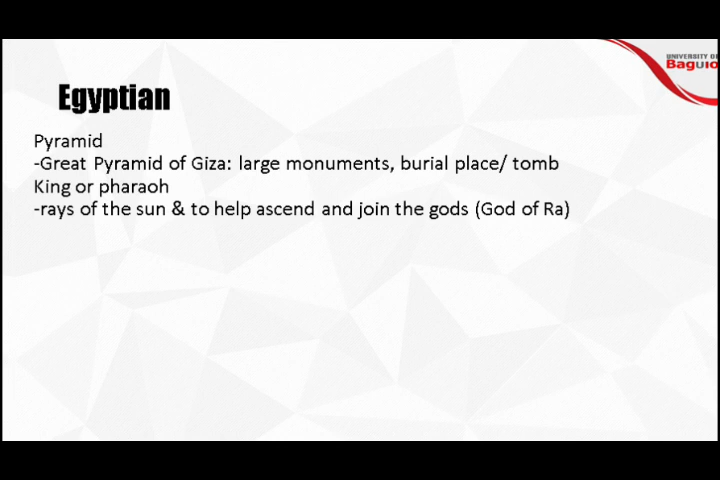 UNIVERSITY OF
Baguio
Egyptian
Pyramid
-Great Pyramid of Giza: large monuments, burial place/ tomb
King or pharaoh
-rays of the sun & to help ascend and join the gods (God of Ra)